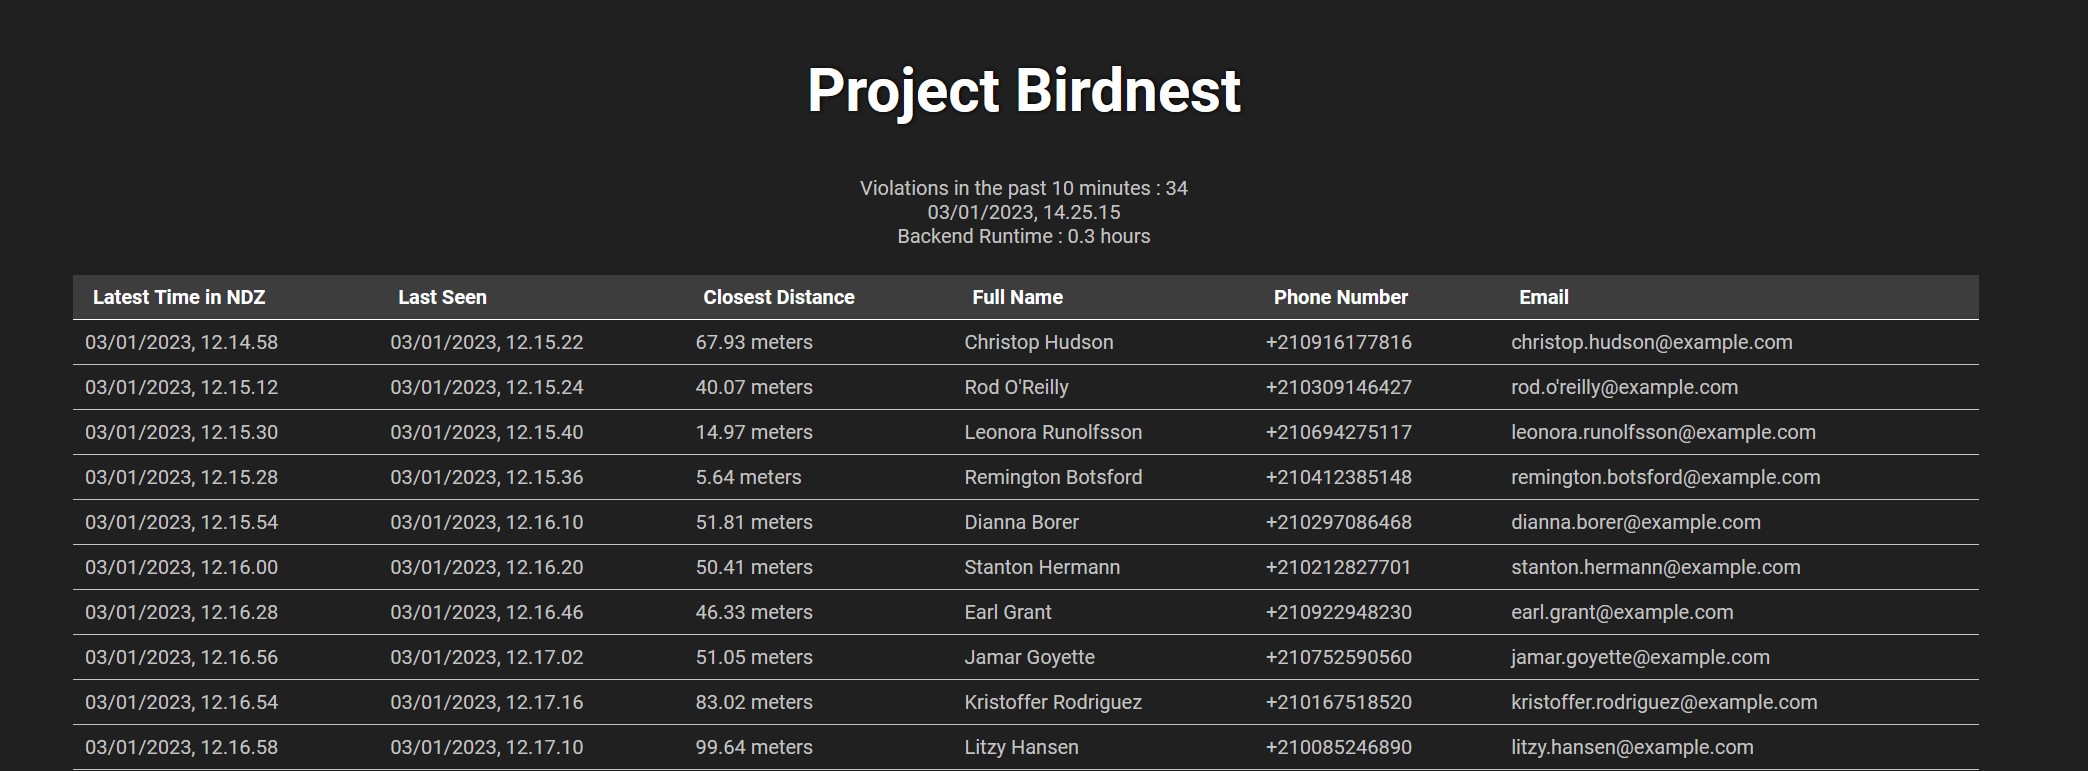 Project Birdnest
Violations in the past 10 minutes : 34
03/01/2023, 14.25.15
Backend Runtime : 0.3 hours
Latest Time in NDZ Last Seen Closest Distance Full Name Phone Number Email
03/01/2023, 12.14.58 03/01/2023, 12.15.22 67.93 meters Christop Hudson +210916177816 christop.hudson@example.com
03/01/2023, 12.15.12 03/01/2023, 12.15.24 40.07 meters Rod O'Reilly +210309146427 rod.o'reilly@example.com
03/01/2023, 12.15.30 03/01/2023, 12.15.40 14.97 meters Leonora Runolfsson +210694275117 leonora.runolfsson@example.com
03/01/2023, 12.15.28 03/01/2023, 12.15.36 5.64 meters Remington Botsford +210412385148 remington.botsford@example.com
03/01/2023, 12.15.54 03/01/2023, 12.16.10 51.81 meters Dianna Borer +210297086468 dianna.borer@example.com
03/01/2023, 12.16.00 03/01/2023, 12.16.20 50.41 meters Stanton Hermann +210212827701 stanton.hermann@example.com
03/01/2023, 12.16.28 03/01/2023, 12.16.46 46.33 meters Earl Grant +210922948230 earl.grant@example.com
03/01/2023, 12.16.56 03/01/2023, 12.17.02 51.05 meters Jamar Goyette +210752590560 jamar.goyette@example.com
03/01/2023, 12.16.54 03/01/2023, 12.17.16 83.02 meters Kristoffer Rodriguez +210167518520 kristoffer.rodriguez@example.com
03/01/2023, 12.16.58 03/01/2023, 12.17.10 99.64 meters Litzy Hansen +210085246890 litzy.hansen@example.com